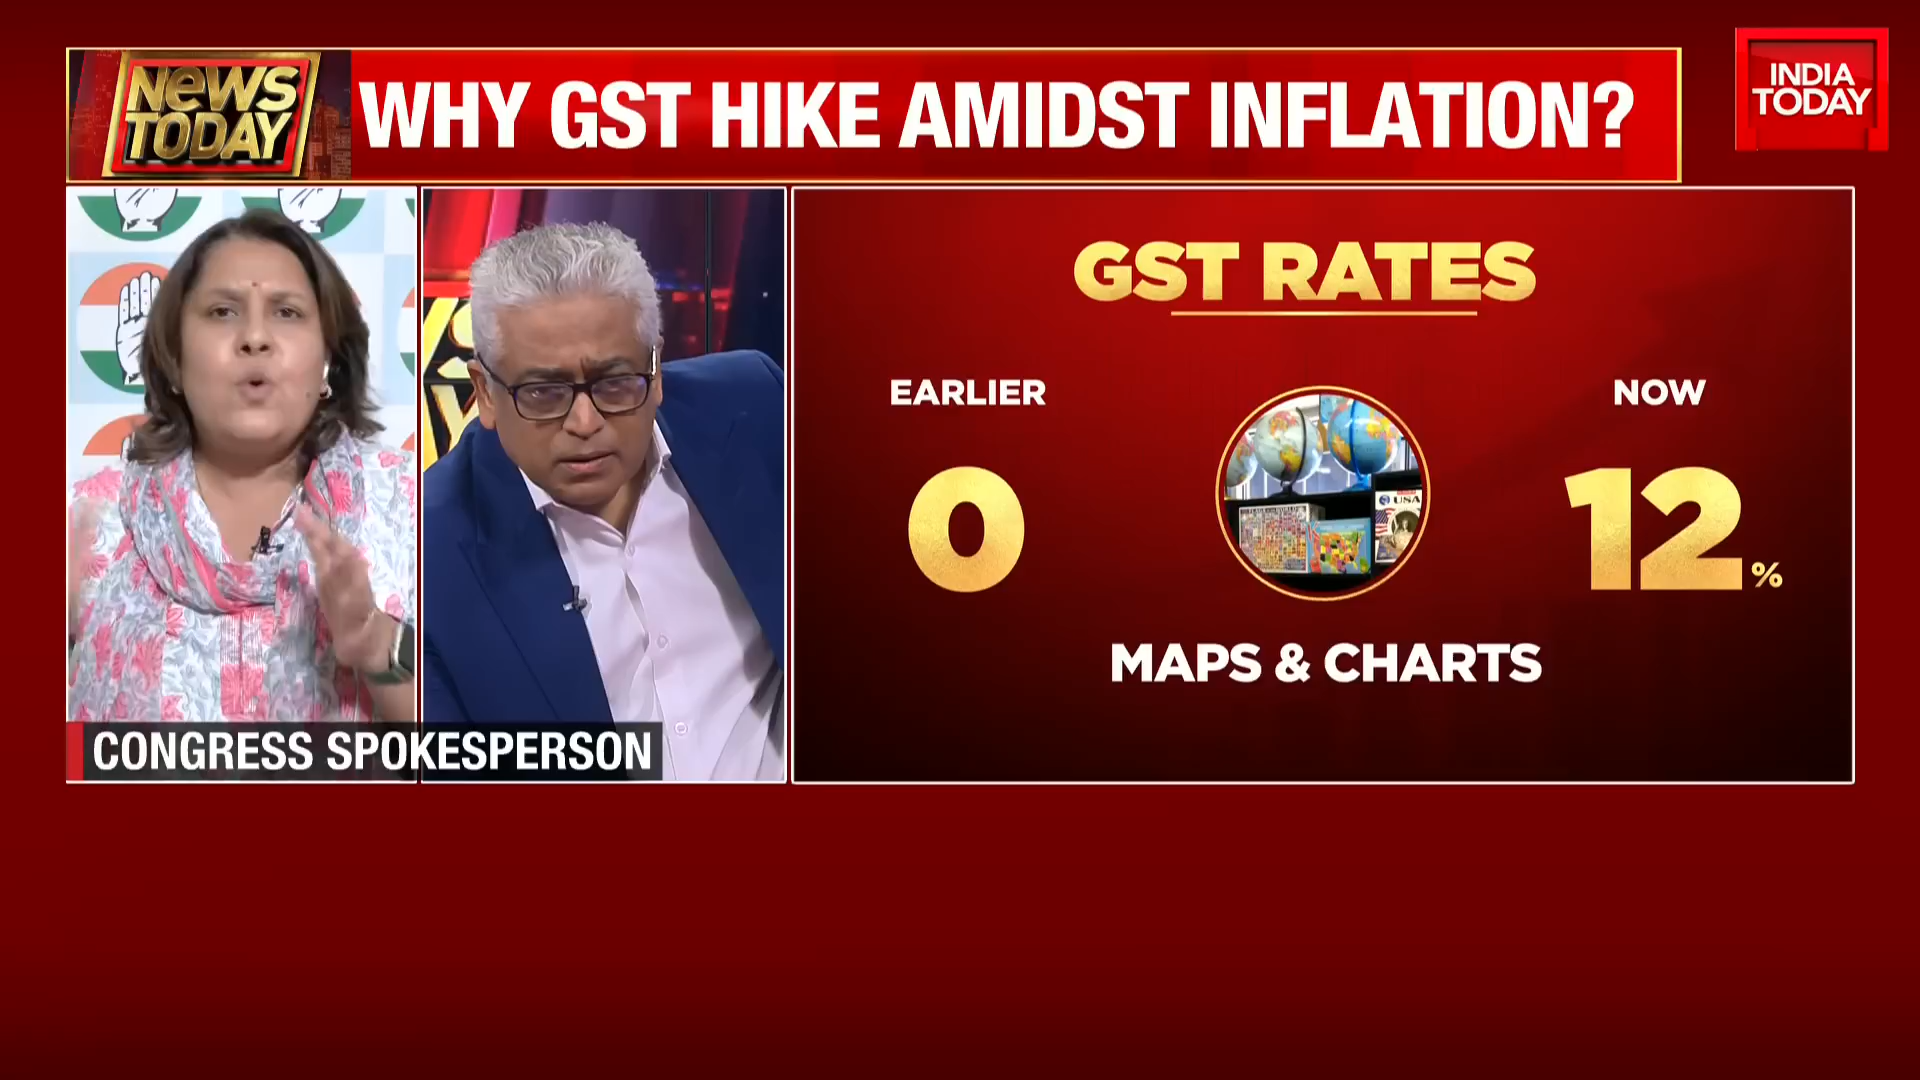 NEWS
TODAY
WHY GST HIKE AMIDST INFLATION?
INDIA
TODAY
GST RATES
EARLIER
NOW
0
12%
USA
MAPS & CHARTS
CONGRESS SPOKESPERSON